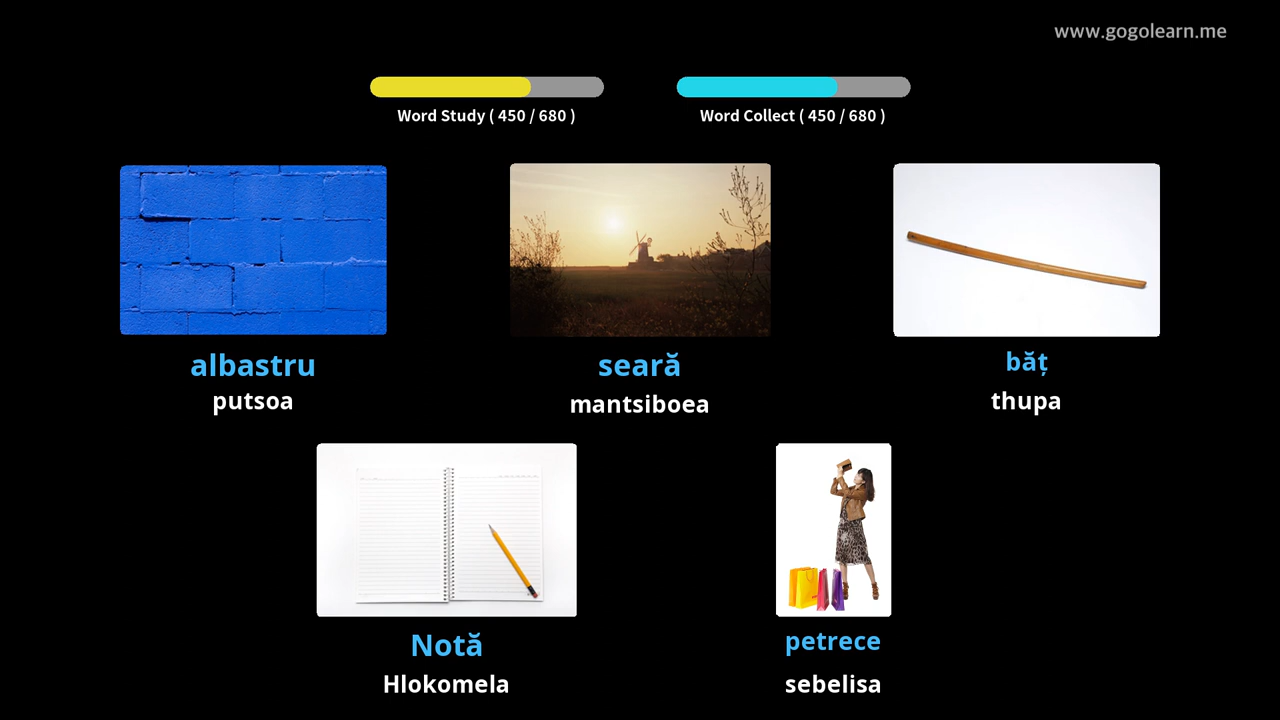 www.gogolearn.me
Word Study ( 450 / 680 )
Word Collect ( 450 / 680 )
albastru
putsoa
seară
mantsiboea
băț
thupa
Notă
Hlokomela
petrece
sebelisa